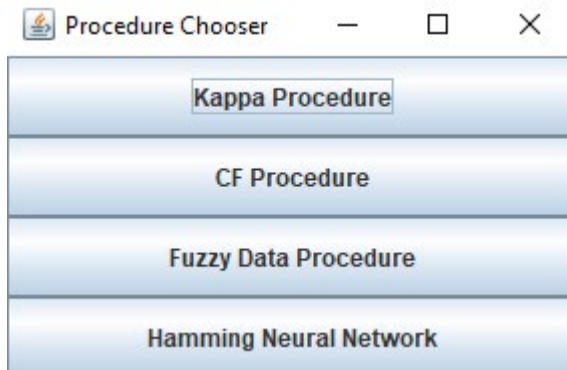 Procedure Chooser
Kappa Procedure
CF Procedure
Fuzzy Data Procedure
Hamming Neural Network